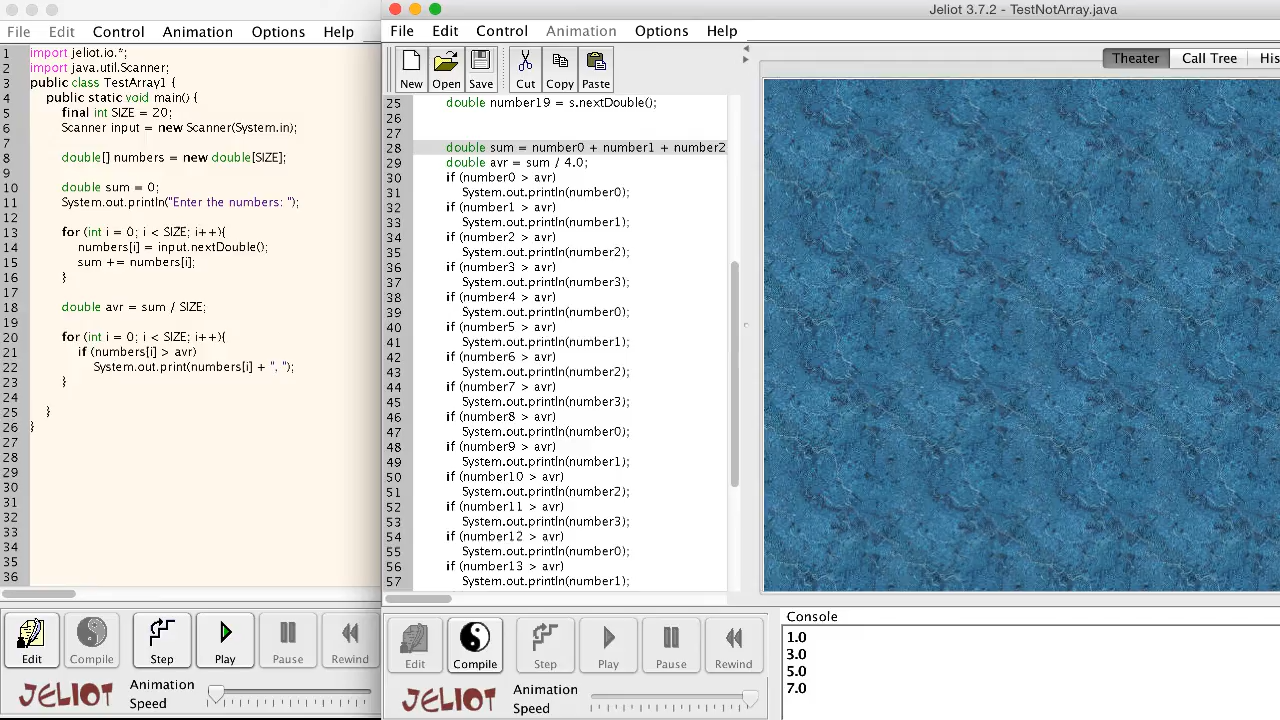 Jeliot 3.7.2 - TestNotArray.java
File Edit Control Animation Options Help
1 import jeliot.io.*;
2 import java.util.Scanner;
3 public class TestArray1 {
4 public static void main() {
5 final int SIZE = 20;
6 Scanner input = new Scanner(System.in);
7
8 double[] numbers = new double[SIZE];
9
10 double sum = 0;
11 System.out.println("Enter the numbers: ");
12
13 for (int i = 0; i < SIZE; i++){
14 numbers[i] = input.nextDouble();
15 sum += numbers[i];
16 }
17
18 double avr = sum / SIZE;
19
20 for (int i = 0; i < SIZE; i++){
21 if (numbers[i] > avr)
22 System.out.print(numbers[i] + ", ");
23 }
24
25 }
26 }
27
28
29
30
31
32
33
34
35
36
Edit Compile Step Play Pause Rewind
JELIOT Animation Speed
File Edit Control Animation Options Help
New Open Save Cut Copy Paste
Theater Call Tree His
25 double number19 = s.nextDouble();
26
27
28 double sum = number0 + number1 + number2
29 double avr = sum / 4.0;
30 if (number0 > avr)
31 System.out.println(number0);
32 if (number1 > avr)
33 System.out.println(number1);
34 if (number2 > avr)
35 System.out.println(number2);
36 if (number3 > avr)
37 System.out.println(number3);
38 if (number4 > avr)
39 System.out.println(number0);
40 if (number5 > avr)
41 System.out.println(number1);
42 if (number6 > avr)
43 System.out.println(number2);
44 if (number7 > avr)
45 System.out.println(number3);
46 if (number8 > avr)
47 System.out.println(number0);
48 if (number9 > avr)
49 System.out.println(number1);
50 if (number10 > avr)
51 System.out.println(number2);
52 if (number11 > avr)
53 System.out.println(number3);
54 if (number12 > avr)
55 System.out.println(number0);
56 if (number13 > avr)
57 System.out.println(number1);
Edit Compile Step Play Pause Rewind
JELIOT Animation Speed
Console
1.0
3.0
5.0
7.0